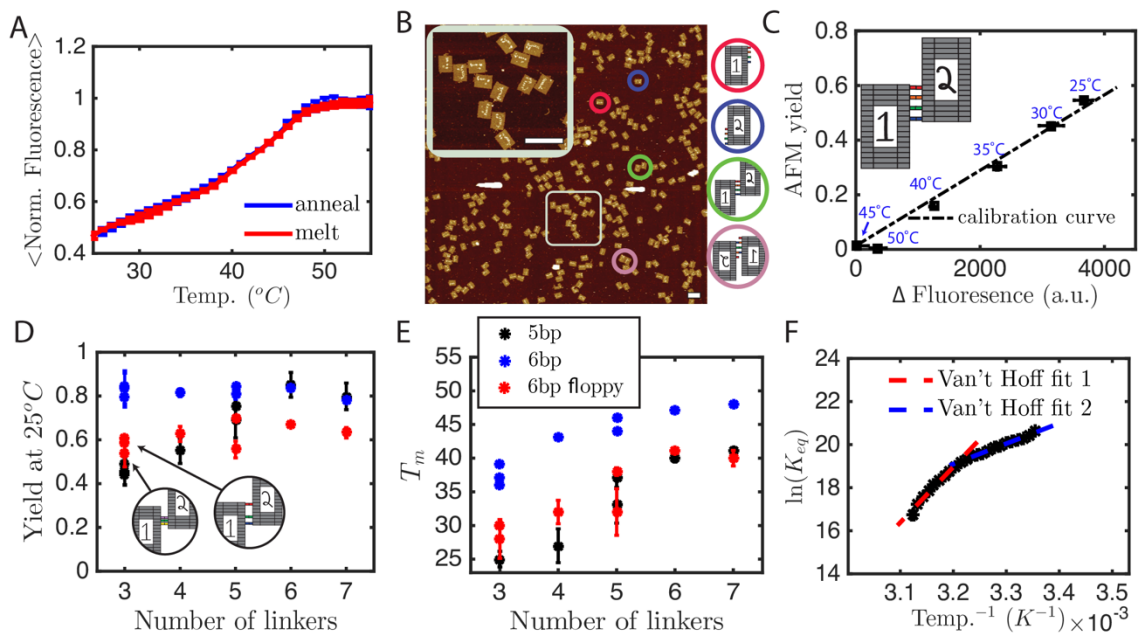 A
<Norm. Fluorescence>
1.2
1
0.8
0.6
0.4
anneal
melt
30
40
50
Temp. (°C)
B
1
2
1
2
2
1
C
AFM yield
0.8
0.6
0.4
0.2
0
1
2
25°C
30°C
35°C
40°C
45°C
50°C
calibration curve
0
2000
4000
Δ Fluoresence (a.u.)
D
Yield at 25°C
1
0.8
0.6
0.4
0.2
0
1
2
1
2
3
4
5
6
7
Number of linkers
E
5bp
6bp
6bp floppy
T_m
55
50
45
40
35
30
25
3
4
5
6
7
Number of linkers
F
ln(K_eq)
24
22
20
18
16
14
Van't Hoff fit 1
Van't Hoff fit 2
3.1
3.2
3.3
3.4
3.5
Temp.⁻¹ (K⁻¹) ×10⁻³